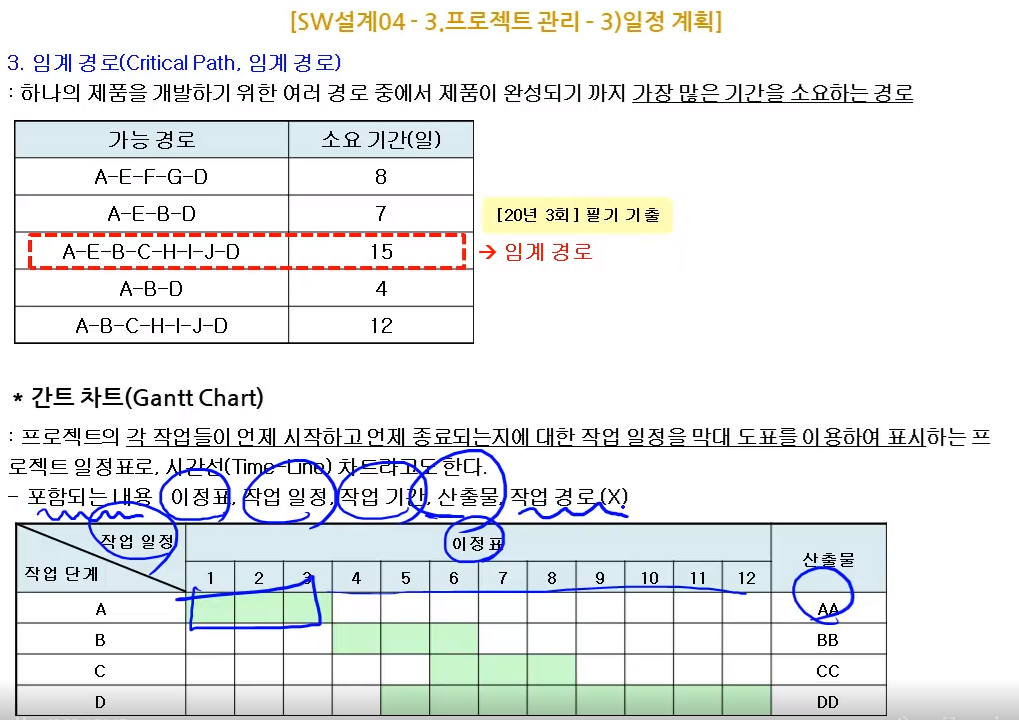 [SW설계04 - 3.프로젝트 관리 - 3)일정 계획]
3. 임계 경로(Critical Path, 임계 경로)
: 하나의 제품을 개발하기 위한 여러 경로 중에서 제품이 완성되기 까지 가장 많은 기간을 소요하는 경로
가능 경로 소요 기간(일)
A-E-F-G-D 8
A-E-B-D 7
[20년 3회] 필기 기출
A-E-B-C-H-I-J-D 15 → 임계 경로
A-B-D 4
A-B-C-H-I-J-D 12
* 간트 차트(Gantt Chart)
: 프로젝트의 각 작업들이 언제 시작하고 언제 종료되는지에 대한 작업 일정을 막대 도표를 이용하여 표시하는 프
로젝트 일정표로, 시간선(Time-Line) 차트라고도 한다.
- 포함되는 내용 : 이정표, 작업 일정, 작업 기간, 산출물, 작업 경로(X)
작업 일정 이정표 산출물
작업 단계 1 2 3 4 5 6 7 8 9 10 11 12
A AA
B BB
C CC
D DD